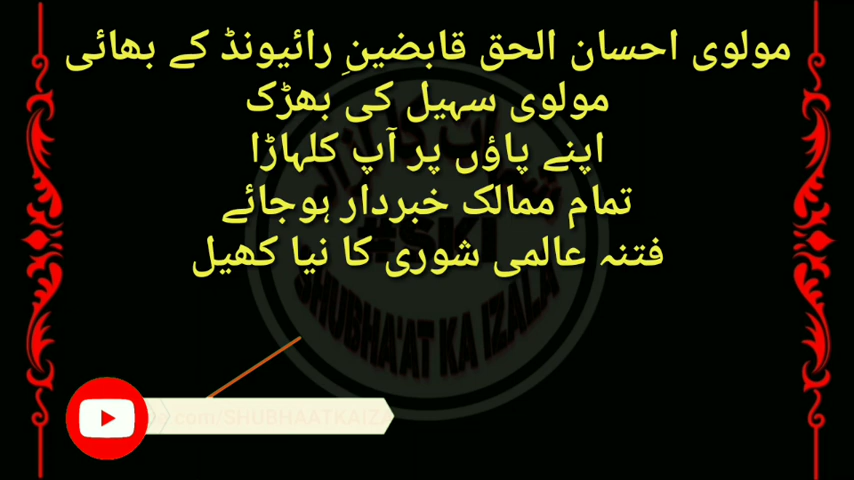 مولوی احسان الحق قابضینِ رائیونڈ کے بھائی
مولوی سہیل کی بھڑک
اپنے پاؤں پر آپ کلہاڑا
تمام ممالک خبردار ہوجائے
فتنہ عالمی شوری کا نیا کھیل
#SKI
SHUBHA'AT KA IZALA
.com/SHUBHAATKAIZ